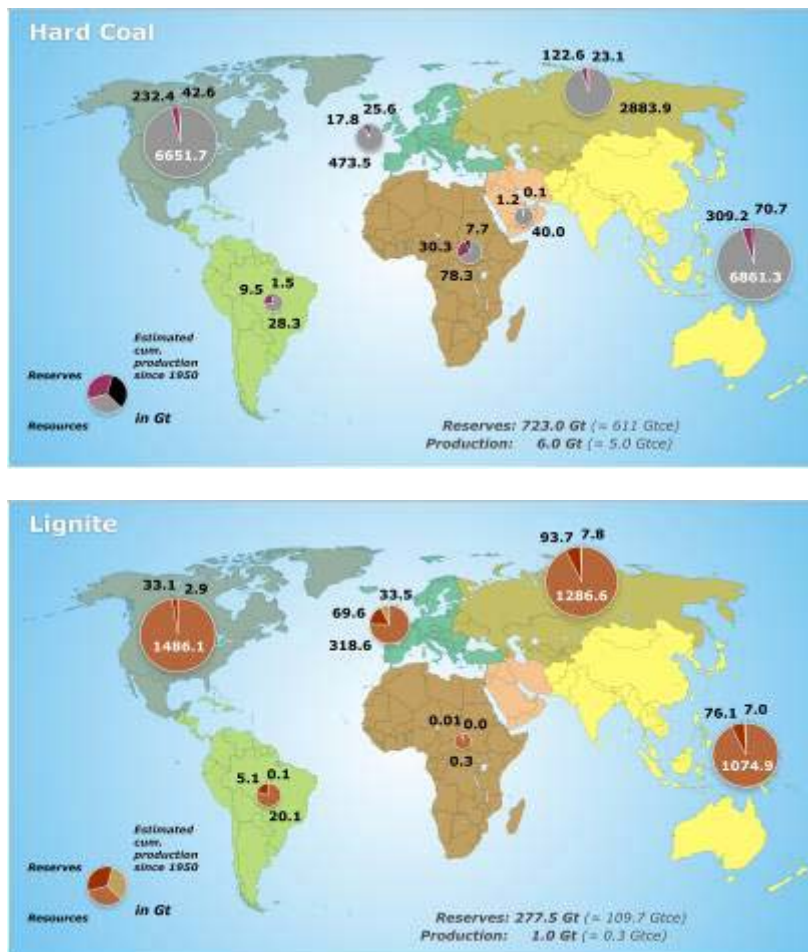 Hard Coal
232.4 42.6
6651.7
17.8 25.6
473.5
122.6 23.1
2883.9
1.2 0.1
40.0
30.3 7.7
78.3
309.2 70.7
6861.3
9.5 1.5
28.3
Estimated
cum.
production
since 1950
Reserves
Resources
in Gt
Reserves: 723.0 Gt (= 611 Gtce)
Production: 6.0 Gt (= 5.0 Gtce)
Lignite
33.1 2.9
1486.1
69.6 33.5
318.6
93.7 7.8
1286.6
0.01 0.0
0.3
76.1 7.0
1074.9
5.1 0.1
20.1
Estimated
cum.
production
since 1950
Reserves
Resources
in Gt
Reserves: 277.5 Gt (= 109.7 Gtce)
Production: 1.0 Gt (= 0.3 Gtce)